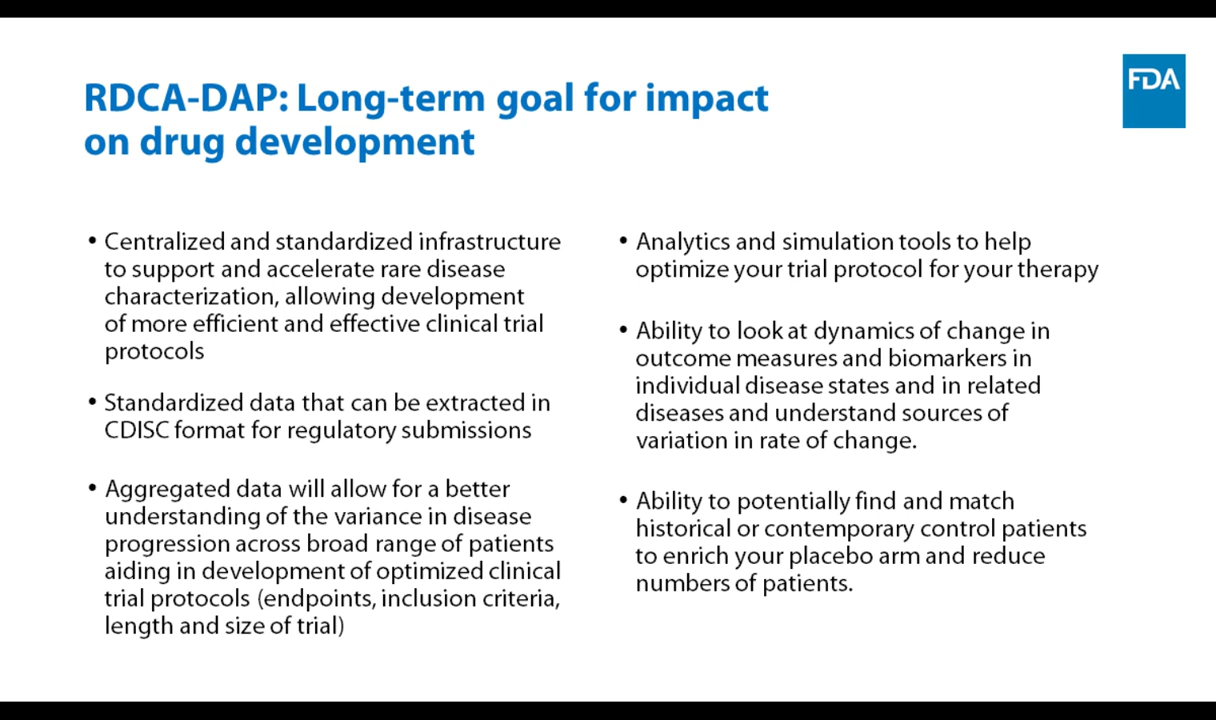 RDCA-DAP: Long-term goal for impact
on drug development
FDA
• Centralized and standardized infrastructure
to support and accelerate rare disease
characterization, allowing development
of more efficient and effective clinical trial
protocols
• Standardized data that can be extracted in
CDISC format for regulatory submissions
• Aggregated data will allow for a better
understanding of the variance in disease
progression across broad range of patients
aiding in development of optimized clinical
trial protocols (endpoints, inclusion criteria,
length and size of trial)
• Analytics and simulation tools to help
optimize your trial protocol for your therapy
• Ability to look at dynamics of change in
outcome measures and biomarkers in
individual disease states and in related
diseases and understand sources of
variation in rate of change.
• Ability to potentially find and match
historical or contemporary control patients
to enrich your placebo arm and reduce
numbers of patients.